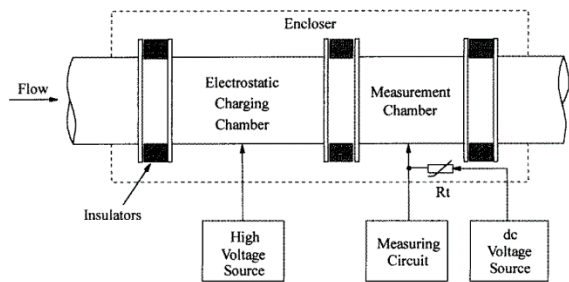 Encloser
Flow
Electrostatic
Charging
Chamber
Measurement
Chamber
Insulators
Rt
High
Voltage
Source
Measuring
Circuit
dc
Voltage
Source